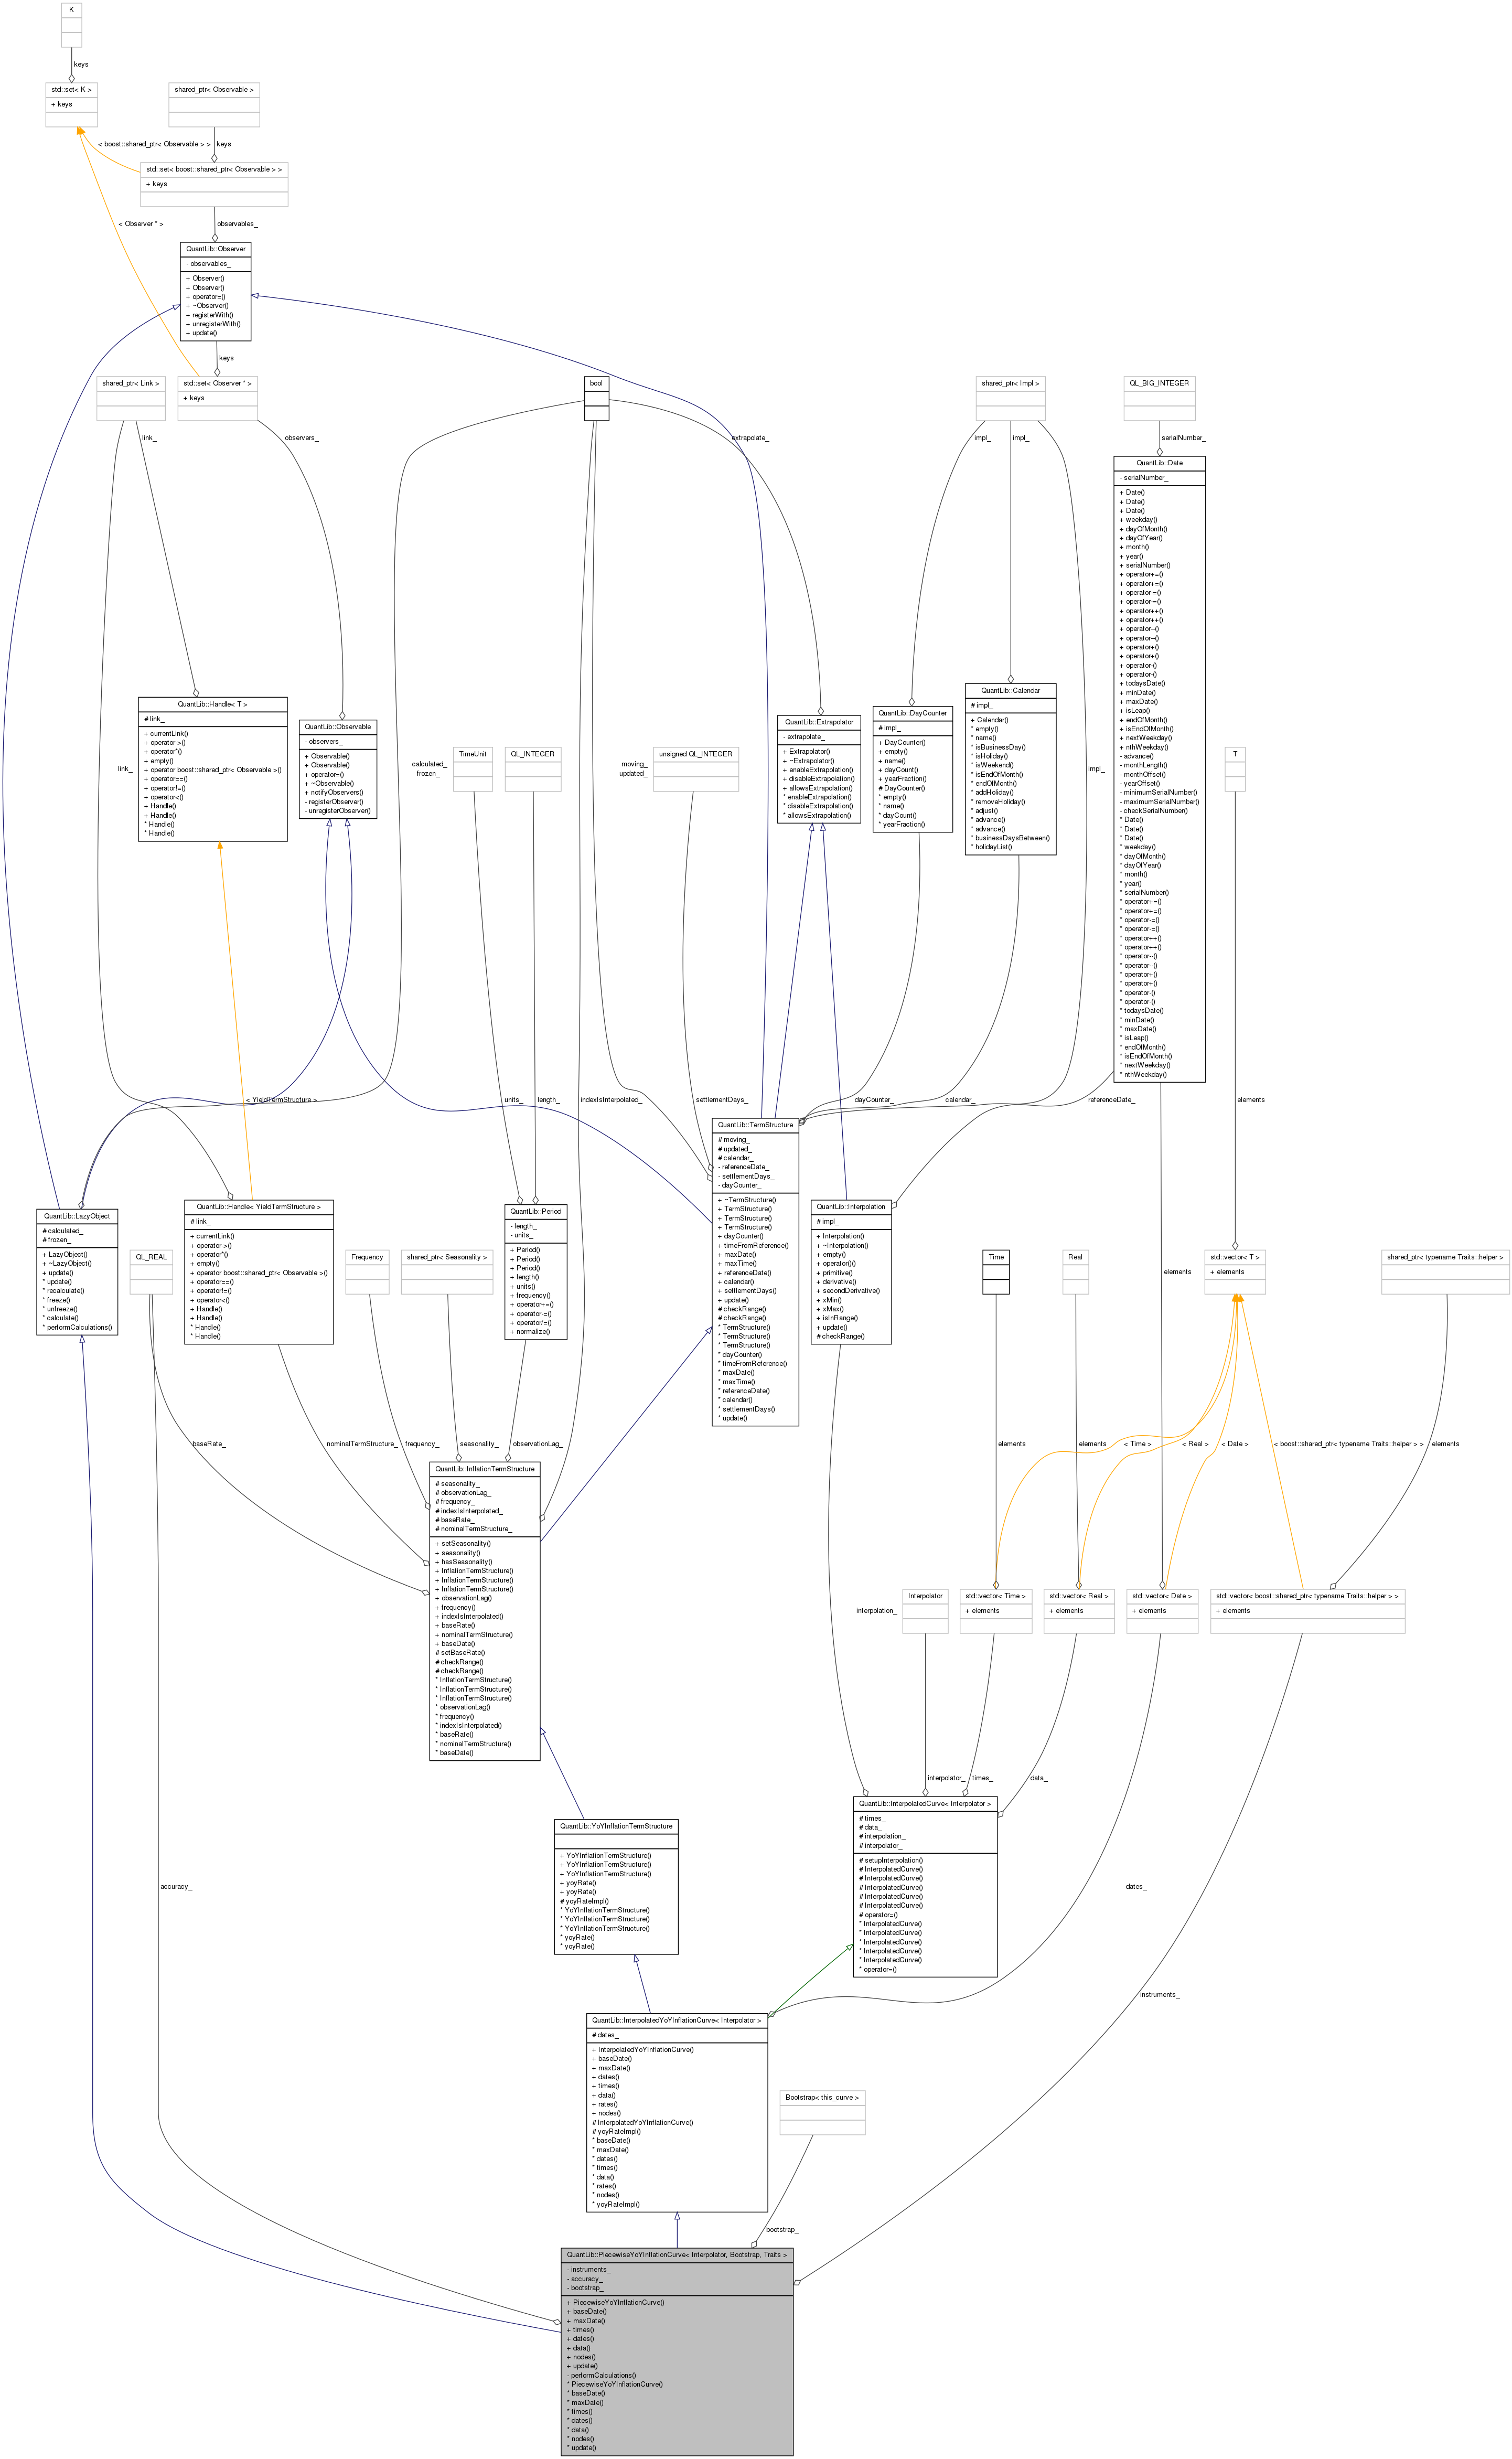 K
keys
std::set< K >
+ keys
shared_ptr< Observable >
< boost::shared_ptr< Observable > >
keys
std::set< boost::shared_ptr< Observable > >
+ keys
< Observer * >
observables_
QuantLib::Observer
- observables_
+ Observer()
+ Observer()
+ operator=()
+ ~Observer()
+ registerWith()
+ unregisterWith()
+ update()
keys
shared_ptr< Link >
std::set< Observer * >
+ keys
bool
shared_ptr< Impl >
QL_BIG_INTEGER
link_
observers_
extrapolate_
impl_
impl_
serialNumber_
QuantLib::Date
- serialNumber_
+ Date()
+ Date()
+ Date()
+ weekday()
+ dayOfMonth()
+ dayOfYear()
+ month()
+ year()
+ serialNumber()
+ operator+=()
+ operator+=()
+ operator-=()
+ operator-=()
+ operator++()
+ operator++()
+ operator--()
+ operator--()
+ operator+()
+ operator+()
+ operator-()
+ operator-()
+ todaysDate()
+ minDate()
+ maxDate()
+ isLeap()
+ endOfMonth()
+ isEndOfMonth()
+ nextWeekday()
+ nthWeekday()
- advance()
- monthLength()
- monthOffset()
- yearOffset()
- minimumSerialNumber()
- maximumSerialNumber()
- checkSerialNumber()
* Date()
* Date()
* Date()
* weekday()
* dayOfMonth()
* dayOfYear()
* month()
* year()
* serialNumber()
* operator+=()
* operator+=()
* operator-=()
* operator-=()
* operator++()
* operator++()
* operator--()
* operator--()
* operator+()
* operator+()
* operator-()
* operator-()
* todaysDate()
* minDate()
* maxDate()
* isLeap()
* endOfMonth()
* isEndOfMonth()
* nextWeekday()
* nthWeekday()
QuantLib::Handle< T >
# link_
+ currentLink()
+ operator->()
+ operator*()
+ empty()
+ operator boost::shared_ptr< Observable >()
+ operator==()
+ operator!=()
+ operator<()
+ Handle()
+ Handle()
* Handle()
* Handle()
QuantLib::Observable
- observers_
+ Observable()
+ Observable()
+ operator=()
+ ~Observable()
+ notifyObservers()
- registerObserver()
- unregisterObserver()
QuantLib::Extrapolator
- extrapolate_
+ Extrapolator()
+ ~Extrapolator()
+ enableExtrapolation()
+ disableExtrapolation()
+ allowsExtrapolation()
* enableExtrapolation()
* disableExtrapolation()
* allowsExtrapolation()
QuantLib::DayCounter
# impl_
+ DayCounter()
+ empty()
+ name()
+ dayCount()
+ yearFraction()
# DayCounter()
* empty()
* name()
* dayCount()
* yearFraction()
QuantLib::Calendar
# impl_
+ Calendar()
* empty()
* name()
* isBusinessDay()
* isHoliday()
* isWeekend()
* isEndOfMonth()
* endOfMonth()
* addHoliday()
* removeHoliday()
* adjust()
* advance()
* advance()
* businessDaysBetween()
* holidayList()
link_
calculated_
frozen_
TimeUnit
QL_INTEGER
moving_
updated_
unsigned QL_INTEGER
impl_
T
< YieldTermStructure >
units_
length_
indexIsInterpolated_
settlementDays_
dayCounter_
calendar_
referenceDate_
elements
QuantLib::TermStructure
# moving_
# updated_
# calendar_
- referenceDate_
- settlementDays_
- dayCounter_
+ ~TermStructure()
+ TermStructure()
+ TermStructure()
+ TermStructure()
+ dayCounter()
+ timeFromReference()
+ maxDate()
+ maxTime()
+ referenceDate()
+ calendar()
+ settlementDays()
+ update()
# checkRange()
# checkRange()
* TermStructure()
* TermStructure()
* TermStructure()
* dayCounter()
* timeFromReference()
* maxDate()
* maxTime()
* referenceDate()
* calendar()
* settlementDays()
* update()
QuantLib::LazyObject
# calculated_
# frozen_
+ LazyObject()
+ ~LazyObject()
+ update()
* update()
* recalculate()
* freeze()
* unfreeze()
* calculate()
* performCalculations()
QL_REAL
QuantLib::Handle< YieldTermStructure >
# link_
+ currentLink()
+ operator->()
+ operator*()
+ empty()
+ operator boost::shared_ptr< Observable >()
+ operator==()
+ operator!=()
+ operator<()
+ Handle()
+ Handle()
* Handle()
* Handle()
Frequency
shared_ptr< Seasonality >
QuantLib::Period
- length_
- units_
+ Period()
+ Period()
+ Period()
+ length()
+ units()
+ frequency()
+ operator+=()
+ operator-=()
+ operator/=()
+ normalize()
QuantLib::Interpolation
# impl_
+ Interpolation()
+ ~Interpolation()
+ empty()
+ operator()()
+ primitive()
+ derivative()
+ secondDerivative()
+ xMin()
+ xMax()
+ isInRange()
+ update()
# checkRange()
Time
Real
elements
std::vector< T >
+ elements
shared_ptr< typename Traits::helper >
baseRate_
nominalTermStructure_
frequency_
seasonality_
observationLag_
elements
elements
< Time >
< Real >
< Date >
< boost::shared_ptr< typename Traits::helper > >
elements
QuantLib::InflationTermStructure
# seasonality_
# observationLag_
# frequency_
# indexIsInterpolated_
# baseRate_
# nominalTermStructure_
+ setSeasonality()
+ seasonality()
+ hasSeasonality()
+ InflationTermStructure()
+ InflationTermStructure()
+ InflationTermStructure()
+ observationLag()
+ frequency()
+ indexIsInterpolated()
+ baseRate()
+ nominalTermStructure()
+ baseDate()
# setBaseRate()
# checkRange()
# checkRange()
* InflationTermStructure()
* InflationTermStructure()
* InflationTermStructure()
* observationLag()
* frequency()
* indexIsInterpolated()
* baseRate()
* nominalTermStructure()
* baseDate()
interpolation_
Interpolator
std::vector< Time >
+ elements
std::vector< Real >
+ elements
std::vector< Date >
+ elements
std::vector< boost::shared_ptr< typename Traits::helper > >
+ elements
interpolator_
times_
data_
QuantLib::YoYInflationTermStructure
+ YoYInflationTermStructure()
+ YoYInflationTermStructure()
+ YoYInflationTermStructure()
+ yoyRate()
+ yoyRate()
# yoyRateImpl()
* YoYInflationTermStructure()
* YoYInflationTermStructure()
* YoYInflationTermStructure()
* yoyRate()
* yoyRate()
QuantLib::InterpolatedCurve< Interpolator >
# times_
# data_
# interpolation_
# interpolator_
# setupInterpolation()
# InterpolatedCurve()
# InterpolatedCurve()
# InterpolatedCurve()
# InterpolatedCurve()
# InterpolatedCurve()
# operator=()
* InterpolatedCurve()
* InterpolatedCurve()
* InterpolatedCurve()
* InterpolatedCurve()
* InterpolatedCurve()
* operator=()
accuracy_
dates_
instruments_
QuantLib::InterpolatedYoYInflationCurve< Interpolator >
# dates_
+ InterpolatedYoYInflationCurve()
+ baseDate()
+ maxDate()
+ dates()
+ times()
+ data()
+ rates()
+ nodes()
# InterpolatedYoYInflationCurve()
# yoyRateImpl()
* baseDate()
* maxDate()
* dates()
* times()
* data()
* rates()
* nodes()
* yoyRateImpl()
Bootstrap< this_curve >
bootstrap_
QuantLib::PiecewiseYoYInflationCurve< Interpolator, Bootstrap, Traits >
- instruments_
- accuracy_
- bootstrap_
+ PiecewiseYoYInflationCurve()
+ baseDate()
+ maxDate()
+ times()
+ dates()
+ data()
+ nodes()
+ update()
- performCalculations()
* PiecewiseYoYInflationCurve()
* baseDate()
* maxDate()
* times()
* dates()
* data()
* nodes()
* update()